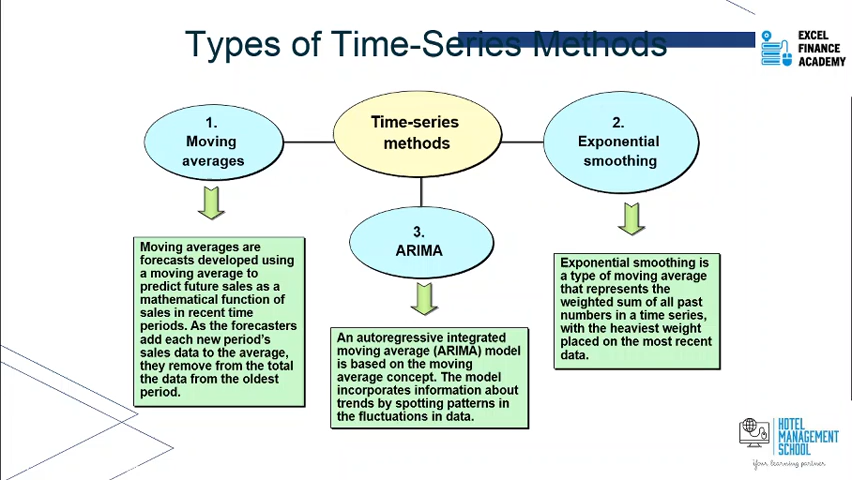 Types of Time-Series Methods
EXCEL
FINANCE
ACADEMY
1.
Moving
averages
Time-series
methods
2.
Exponential
smoothing
3.
ARIMA
Moving averages are
forecasts developed using
a moving average to
predict future sales as a
mathematical function of
sales in recent time
periods. As the forecasters
add each new period's
sales data to the average,
they remove from the total
the data from the oldest
period.
An autoregressive integrated
moving average (ARIMA) model
is based on the moving
average concept. The model
incorporates information about
trends by spotting patterns in
the fluctuations in data.
Exponential smoothing is
a type of moving average
that represents the
weighted sum of all past
numbers in a time series,
with the heaviest weight
placed on the most recent
data.
HOTEL
MANAGEMENT
SCHOOL
your learning partner